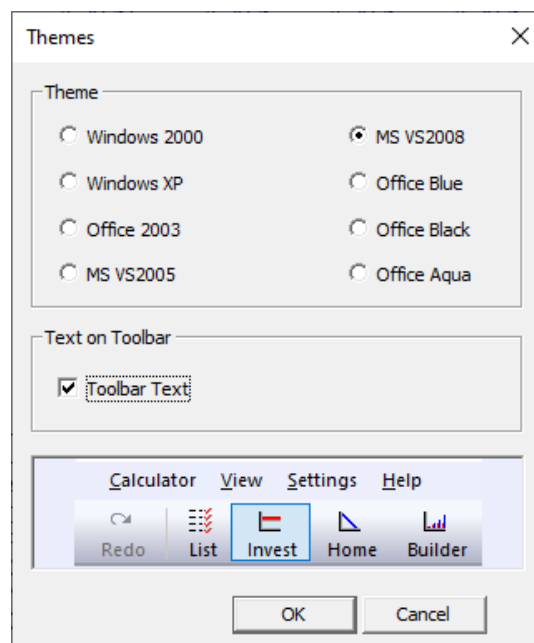 Themes
Theme
Windows 2000 MS VS2008
Windows XP Office Blue
Office 2003 Office Black
MS VS2005 Office Aqua
Text on Toolbar
Toolbar Text
Calculator View Settings Help
Redo List Invest Home Builder
OK Cancel